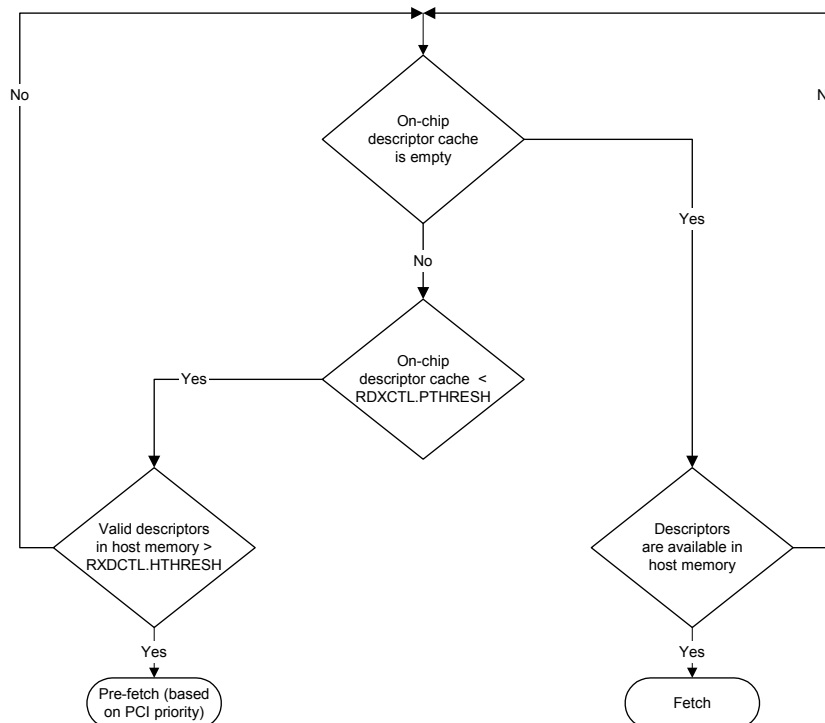 No
On-chip
descriptor cache
is empty
Yes
No
On-chip
descriptor cache <
RDXCTL.PTHRESH
Yes
Valid descriptors
in host memory >
RXDCTL.HTHRESH
Descriptors
are available in
host memory
Yes
Yes
Pre-fetch (based
on PCI priority)
Fetch